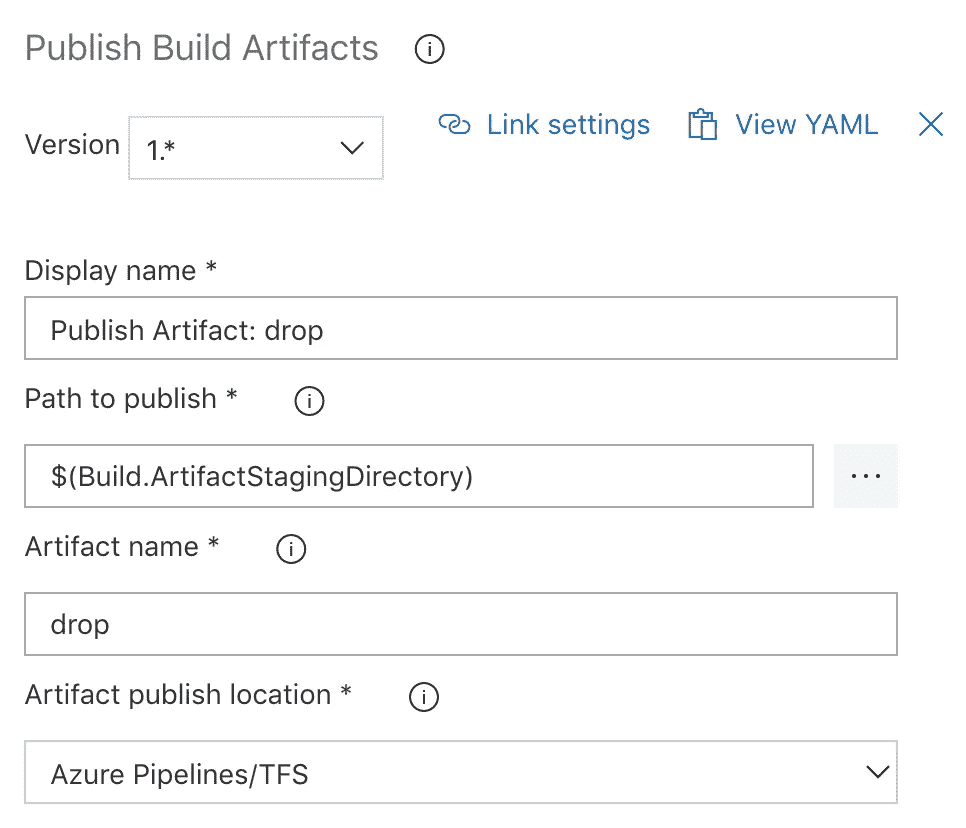 Publish Build Artifacts
Version 1.* Link settings View YAML
Display name *
Publish Artifact: drop
Path to publish *
$(Build.ArtifactStagingDirectory) ...
Artifact name *
drop
Artifact publish location *
Azure Pipelines/TFS